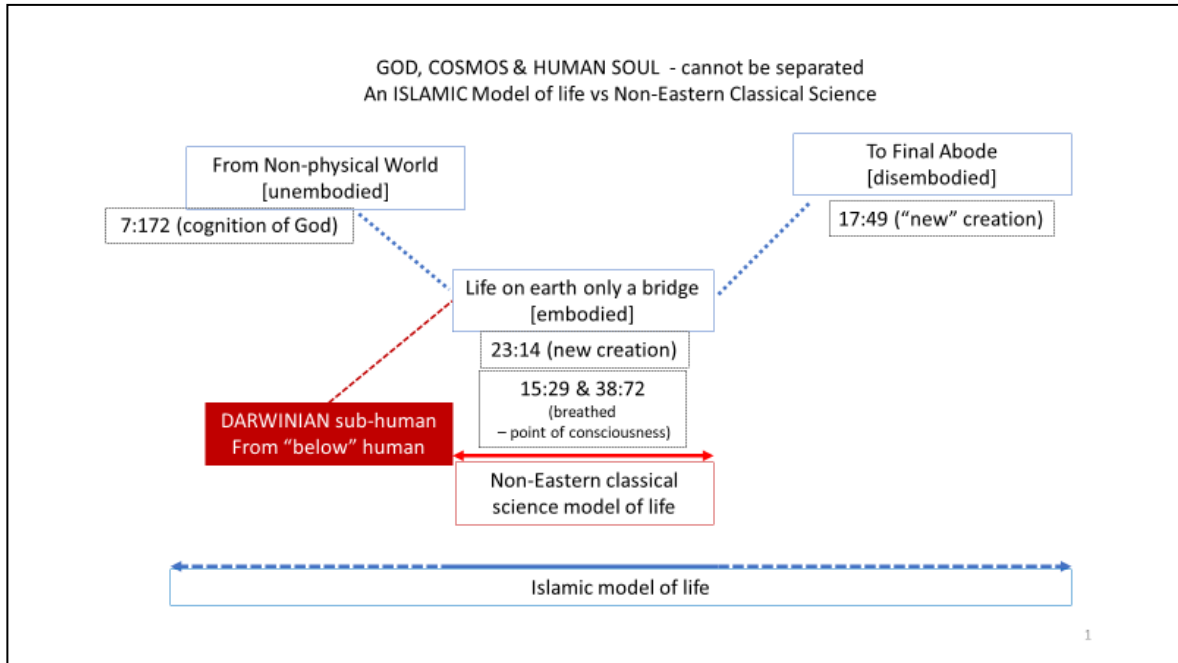 GOD, COSMOS & HUMAN SOUL - cannot be separated
An ISLAMIC Model of life vs Non-Eastern Classical Science
From Non-physical World
[unembodied]
7:172 (cognition of God)
To Final Abode
[disembodied]
17:49 (“new” creation)
Life on earth only a bridge
[embodied]
23:14 (new creation)
15:29 & 38:72
(breathed
– point of consciousness)
DARWINIAN sub-human
From “below” human
Non-Eastern classical
science model of life
Islamic model of life
1